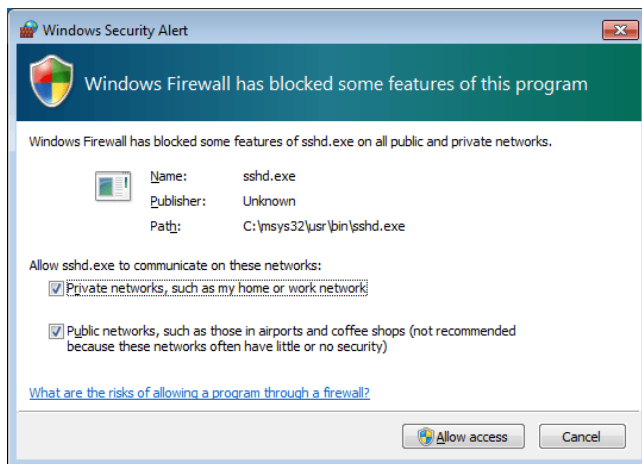 Windows Security Alert
Windows Firewall has blocked some features of this program
Windows Firewall has blocked some features of sshd.exe on all public and private networks.
Name: sshd.exe
Publisher: Unknown
Path: C:\msys32\usr\bin\sshd.exe
Allow sshd.exe to communicate on these networks:
Private networks, such as my home or work network
Public networks, such as those in airports and coffee shops (not recommended
because these networks often have little or no security)
What are the risks of allowing a program through a firewall?
Allow access Cancel